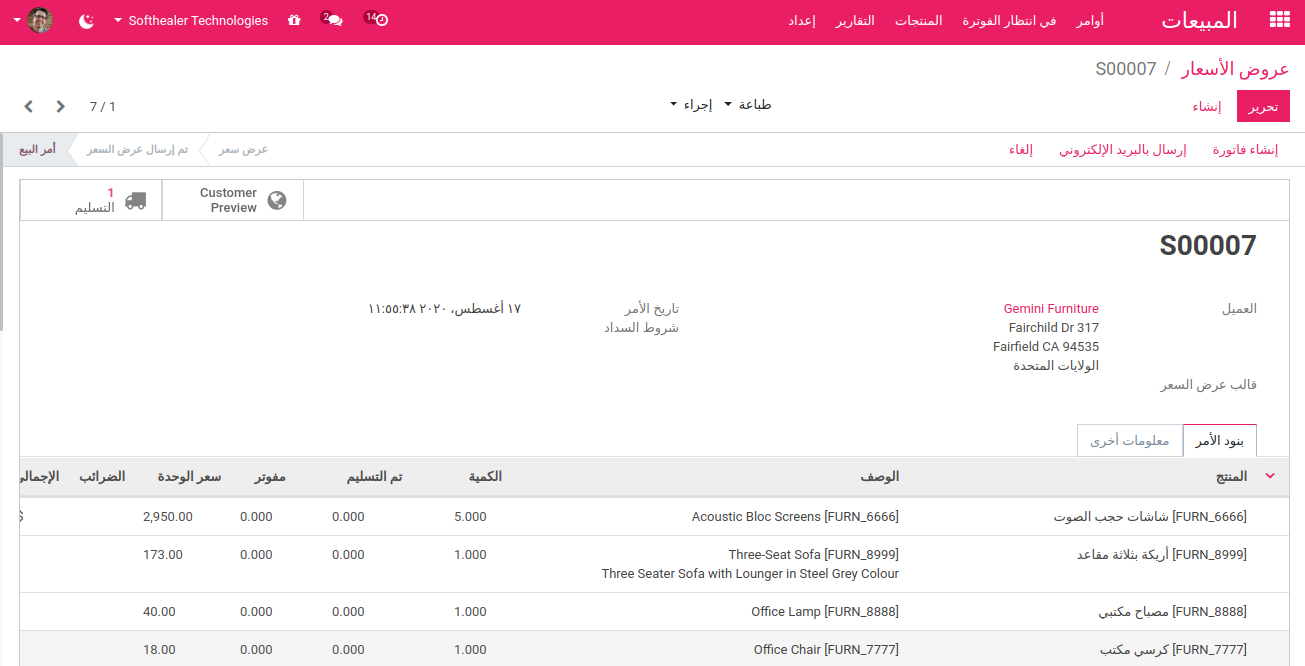 المبيعات
أوامر
في انتظار الفوترة
المنتجات
التقارير
إعداد
14
2
Softhealer Technologies
عروض الأسعار / S00007
تحرير
إنشاء
طباعة
إجراء
7 / 1
إنشاء فاتورة
إرسال بالبريد الإلكتروني
إلغاء
عرض سعر
تم إرسال عرض السعر
أمر البيع
Customer
Preview
1
التسليم
S00007
العميل
Gemini Furniture
Fairchild Dr 317
Fairfield CA 94535
الولايات المتحدة
قالب عرض السعر
تاريخ الأمر
١٧ أغسطس، ٢٠٢٠ ١١:٥٥:٣٨
شروط السداد
بنود الأمر
معلومات أخرى
المنتج الوصف الكمية تم التسليم مفوتر سعر الوحدة الضرائب الإجمالي
[FURN_6666] شاشات حجب الصوت
Acoustic Bloc Screens [FURN_6666]
5.000
0.000
0.000
2,950.00
$
[FURN_8999] أريكة بثلاثة مقاعد
Three-Seat Sofa [FURN_8999]
Three Seater Sofa with Lounger in Steel Grey Colour
1.000
0.000
0.000
173.00
[FURN_8888] مصباح مكتبي
Office Lamp [FURN_8888]
1.000
0.000
0.000
40.00
[FURN_7777] كرسي مكتب
Office Chair [FURN_7777]
1.000
0.000
0.000
18.00